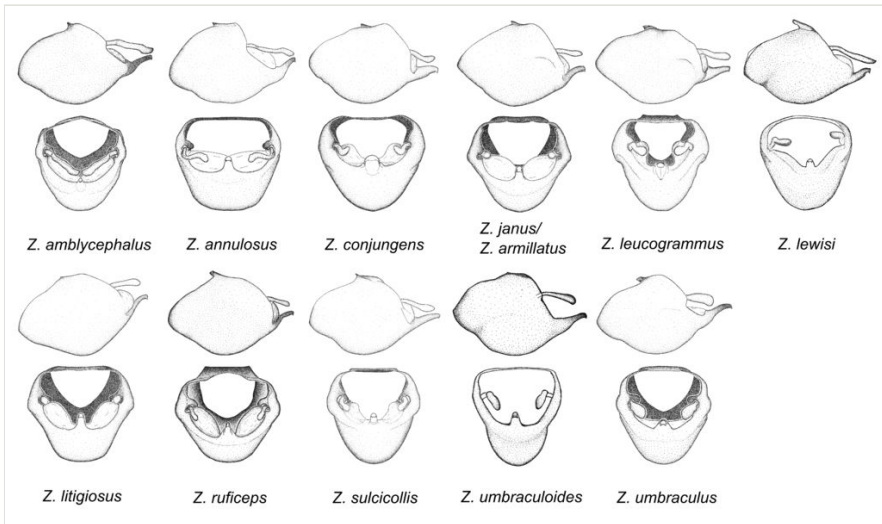 Z. amblycephalus
Z. annulosus
Z. conjungens
Z. janus/
Z. armillatus
Z. leucogrammus
Z. lewisi
Z. litigiosus
Z. ruficeps
Z. sulcicollis
Z. umbraculoides
Z. umbraculus